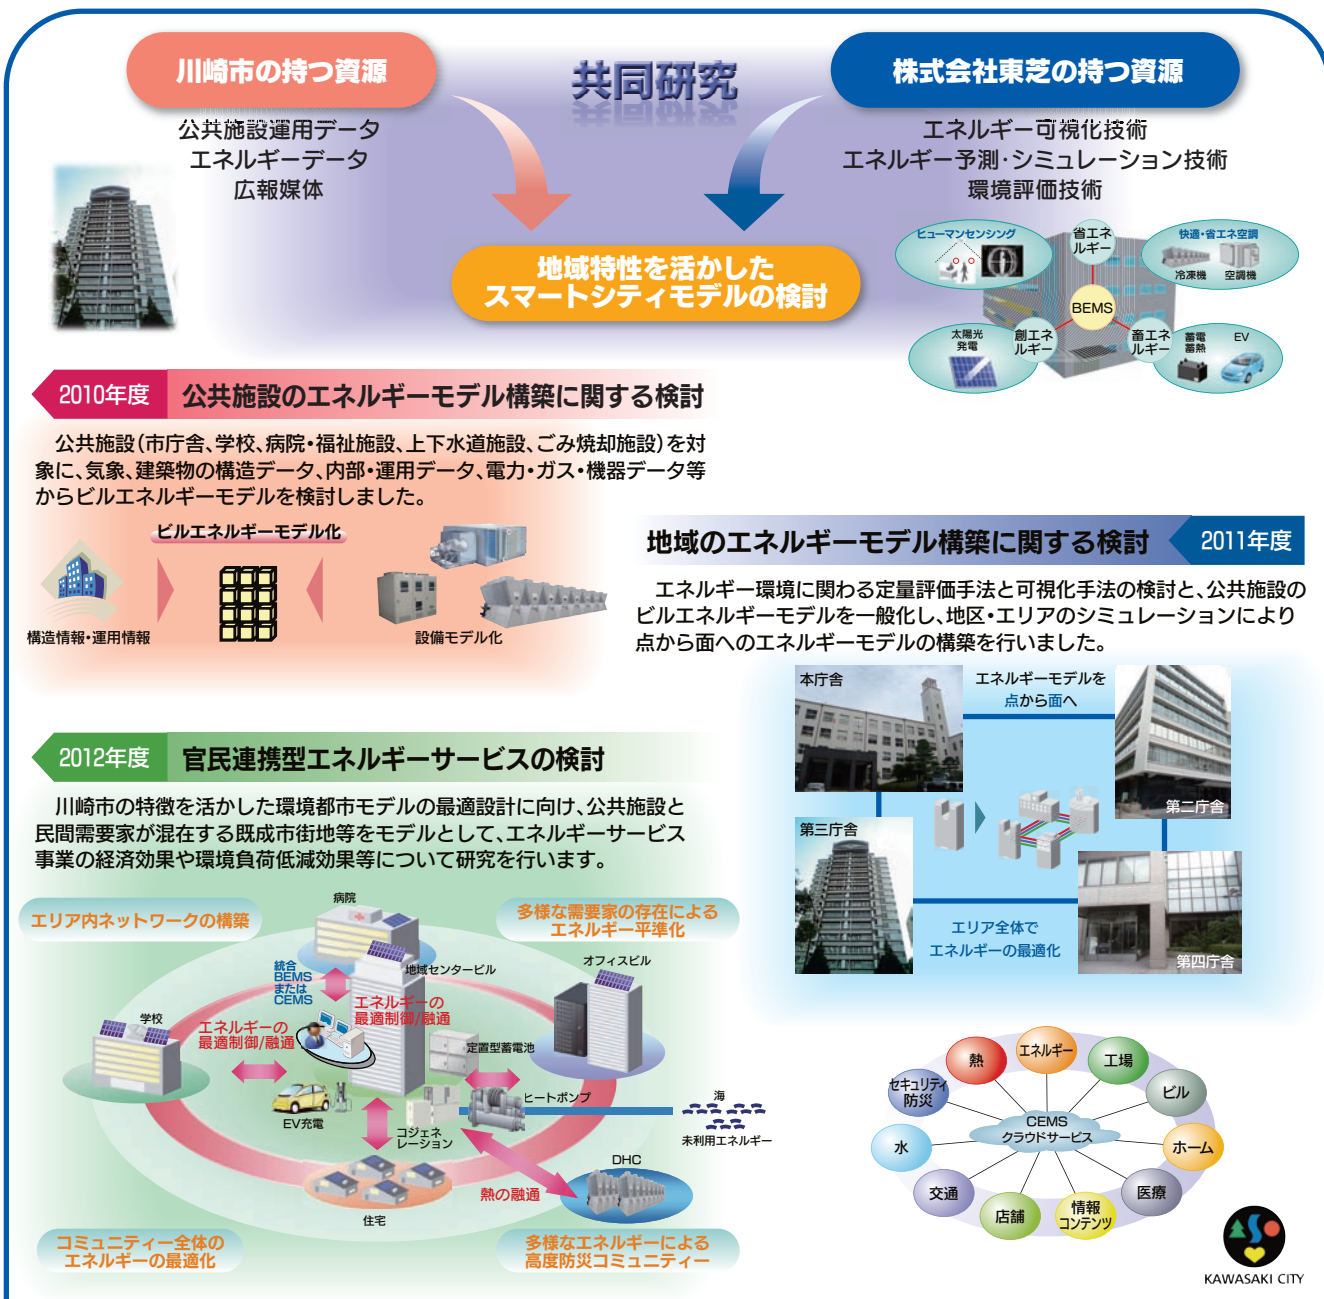 川崎市の持つ資源
共同研究
株式会社東芝の持つ資源
公共施設運用データ
エネルギーデータ
広報媒体
エネルギー可視化技術
エネルギー予測・シミュレーション技術
環境評価技術
地域特性を活かした
スマートシティモデルの検討
ヒューマンセンシング
省エネ
ルギー
快適・省エネ空調
冷凍機
空調機
BEMS
太陽光
発電
創エネ
ルギー
畜エネ
ルギー
蓄電
蓄熱
EV
2010年度
公共施設のエネルギーモデル構築に関する検討
公共施設(市庁舎、学校、病院・福祉施設、上下水道施設、ごみ焼却施設)を対
象に、気象、建築物の構造データ、内部・運用データ、電力・ガス・機器データ等
からビルエネルギーモデルを検討しました。
ビルエネルギーモデル化
構造情報・運用情報
設備モデル化
地域のエネルギーモデル構築に関する検討
2011年度
エネルギー環境に関わる定量評価手法と可視化手法の検討と、公共施設の
ビルエネルギーモデルを一般化し、地区・エリアのシミュレーションにより
点から面へのエネルギーモデルの構築を行いました。
本庁舎
エネルギーモデルを
点から面へ
第二庁舎
第三庁舎
エリア全体で
エネルギーの最適化
第四庁舎
2012年度
官民連携型エネルギーサービスの検討
川崎市の特徴を活かした環境都市モデルの最適設計に向け、公共施設と
民間需要家が混在する既成市街地等をモデルとして、エネルギーサービス
事業の経済効果や環境負荷低減効果等について研究を行います。
エリア内ネットワークの構築
病院
多様な需要家の存在による
エネルギー平準化
統合
BEMS
または
CEMS
地域センタービル
オフィスビル
エネルギーの
最適制御/融通
学校
エネルギーの
最適制御/融通
定置型蓄電池
EV充電
コジェネ
レーション
ヒートポンプ
海
未利用エネルギー
DHC
熱の融通
住宅
コミュニティー全体の
エネルギーの最適化
多様なエネルギーによる
高度防災コミュニティー
熱
エネルギー
工場
セキュリティ
防災
ビル
CEMS
クラウドサービス
水
ホーム
交通
医療
店舗
情報
コンテンツ
KAWASAKI CITY